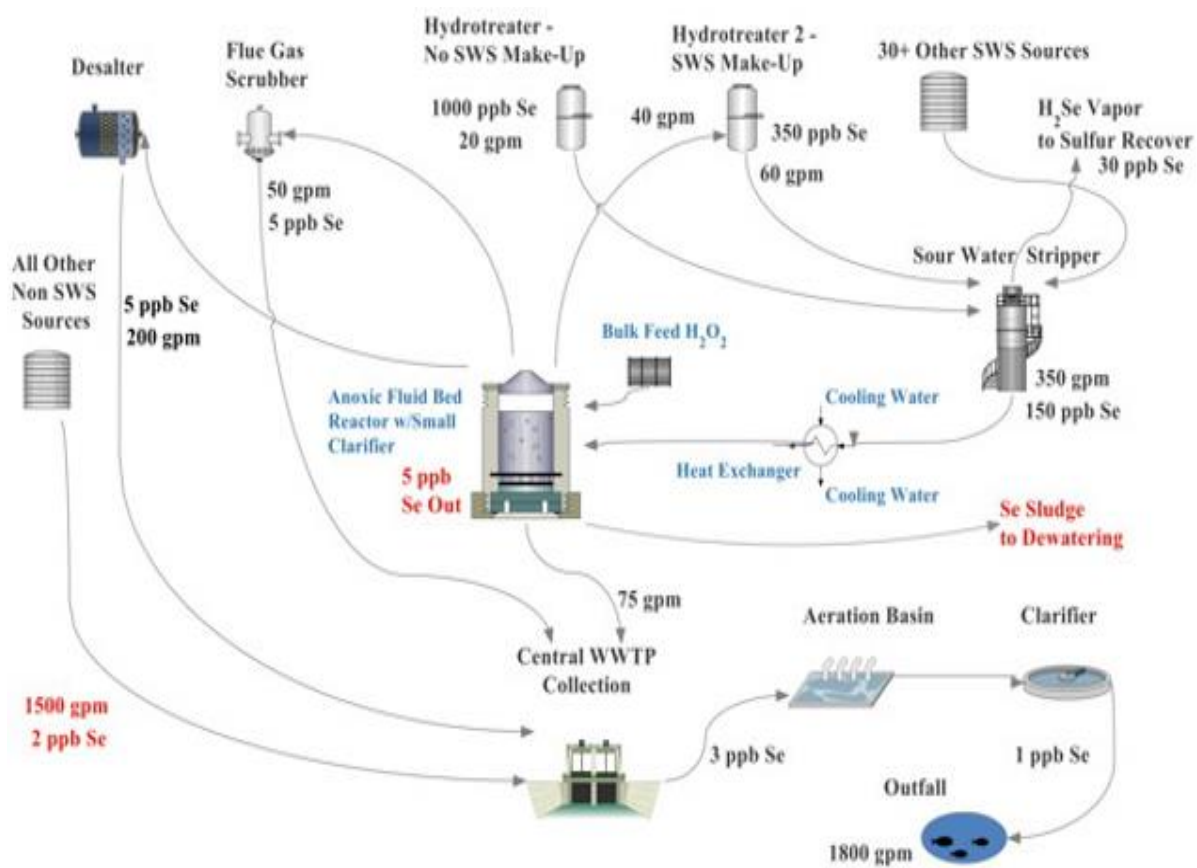 Desalter
Flue Gas
Scrubber
Hydrotreater -
No SWS Make-Up
Hydrotreater 2 -
SWS Make-Up
30+ Other SWS Sources
1000 ppb Se
20 gpm
40 gpm
350 ppb Se
60 gpm
H2Se Vapor
to Sulfur Recover
30 ppb Se
50 gpm
5 ppb Se
All Other
Non SWS
Sources
5 ppb Se
200 gpm
Sour Water Stripper
Bulk Feed H2O2
350 gpm
150 ppb Se
Anoxic Fluid Bed
Reactor w/Small
Clarifier
5 ppb
Se Out
Cooling Water
Heat Exchanger
Cooling Water
Se Sludge
to Dewatering
75 gpm
Central WWTP
Collection
Aeration Basin
Clarifier
1500 gpm
2 ppb Se
3 ppb Se
1 ppb Se
Outfall
1800 gpm